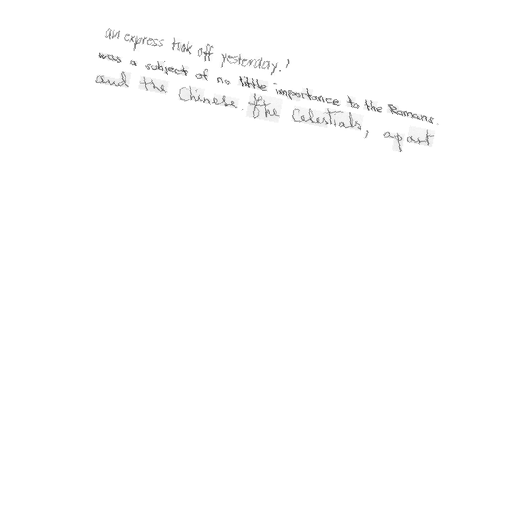 an express took off yesterday.'
was a subject of no little importance to the Romans.
and the Chinese. The Celestials, apart